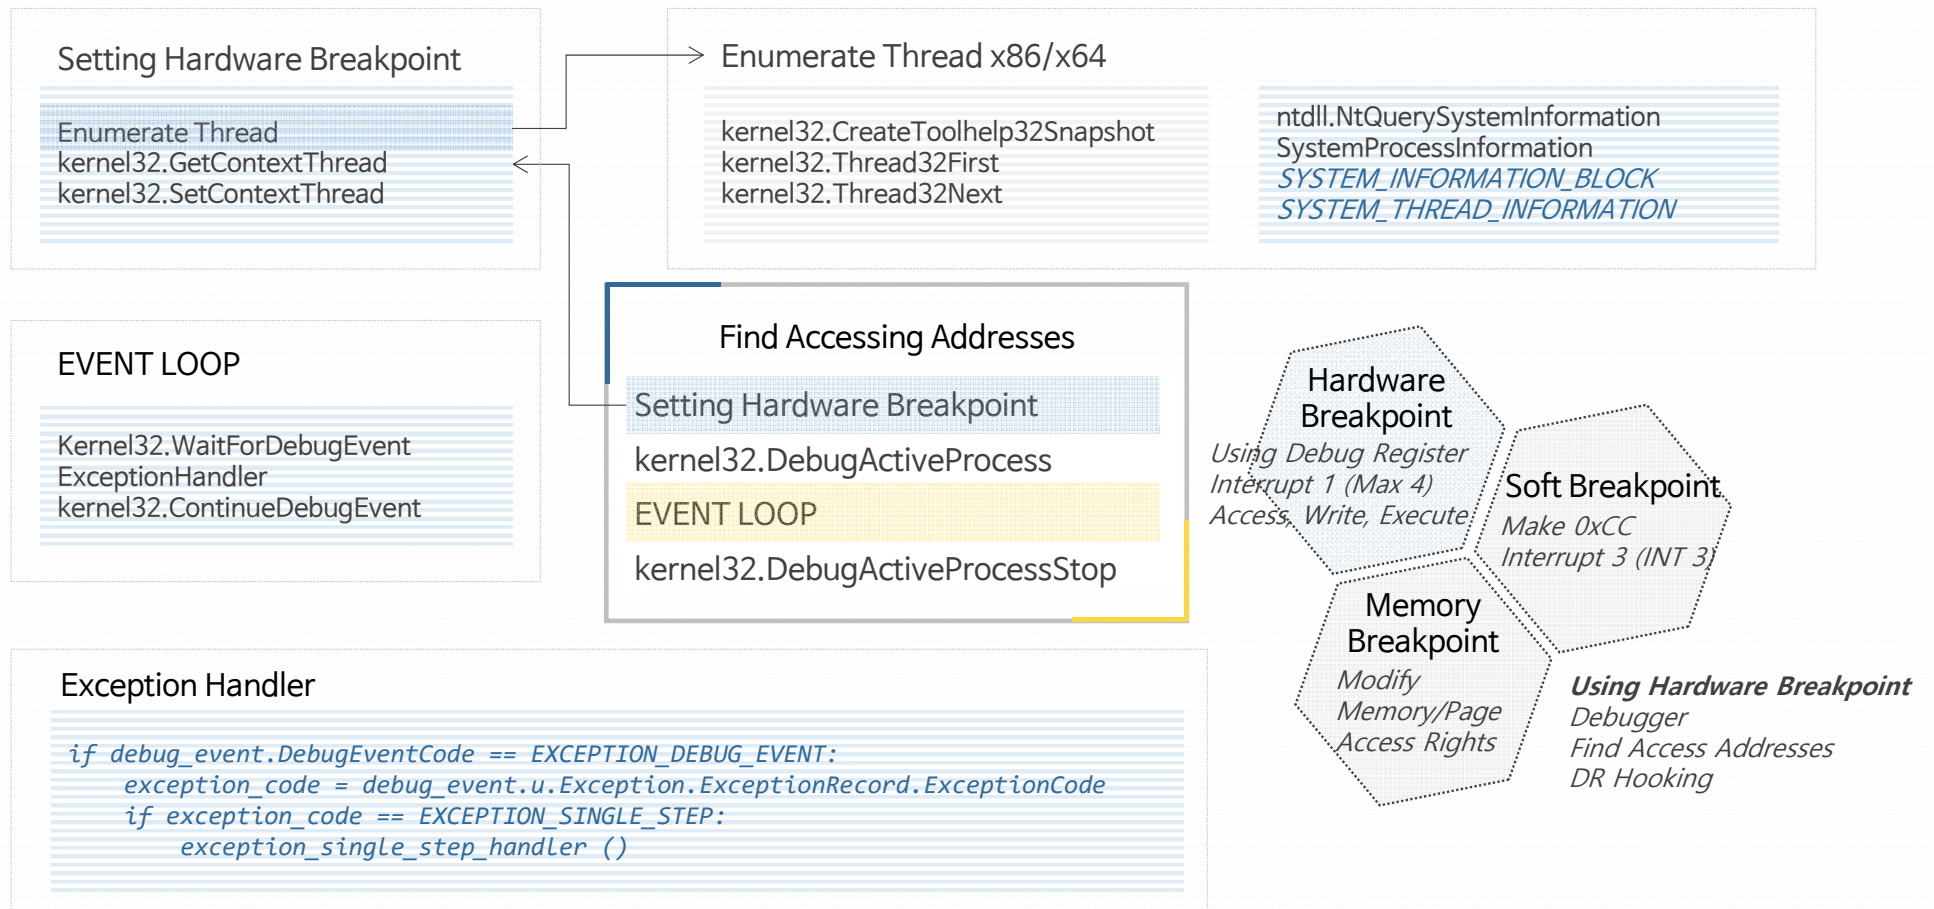 Setting Hardware Breakpoint
Enumerate Thread
kernel32.GetContextThread
kernel32.SetContextThread
Enumerate Thread x86/x64
kernel32.CreateToolhelp32Snapshot
kernel32.Thread32First
kernel32.Thread32Next
ntdll.NtQuerySystemInformation
SystemProcessInformation
SYSTEM_INFORMATION_BLOCK
SYSTEM_THREAD_INFORMATION
EVENT LOOP
Kernel32.WaitForDebugEvent
ExceptionHandler
kernel32.ContinueDebugEvent
Find Accessing Addresses
Setting Hardware Breakpoint
kernel32.DebugActiveProcess
EVENT LOOP
kernel32.DebugActiveProcessStop
Hardware
Breakpoint
Using Debug Register
Interrupt 1 (Max 4)
Access, Write, Execute
Soft Breakpoint
Make 0xCC
Interrupt 3 (INT 3)
Memory
Breakpoint
Modify
Memory/Page
Access Rights
Using Hardware Breakpoint
Debugger
Find Access Addresses
DR Hooking
Exception Handler
if debug_event.DebugEventCode == EXCEPTION_DEBUG_EVENT:
exception_code = debug_event.u.Exception.ExceptionRecord.ExceptionCode
if exception_code == EXCEPTION_SINGLE_STEP:
exception_single_step_handler ()